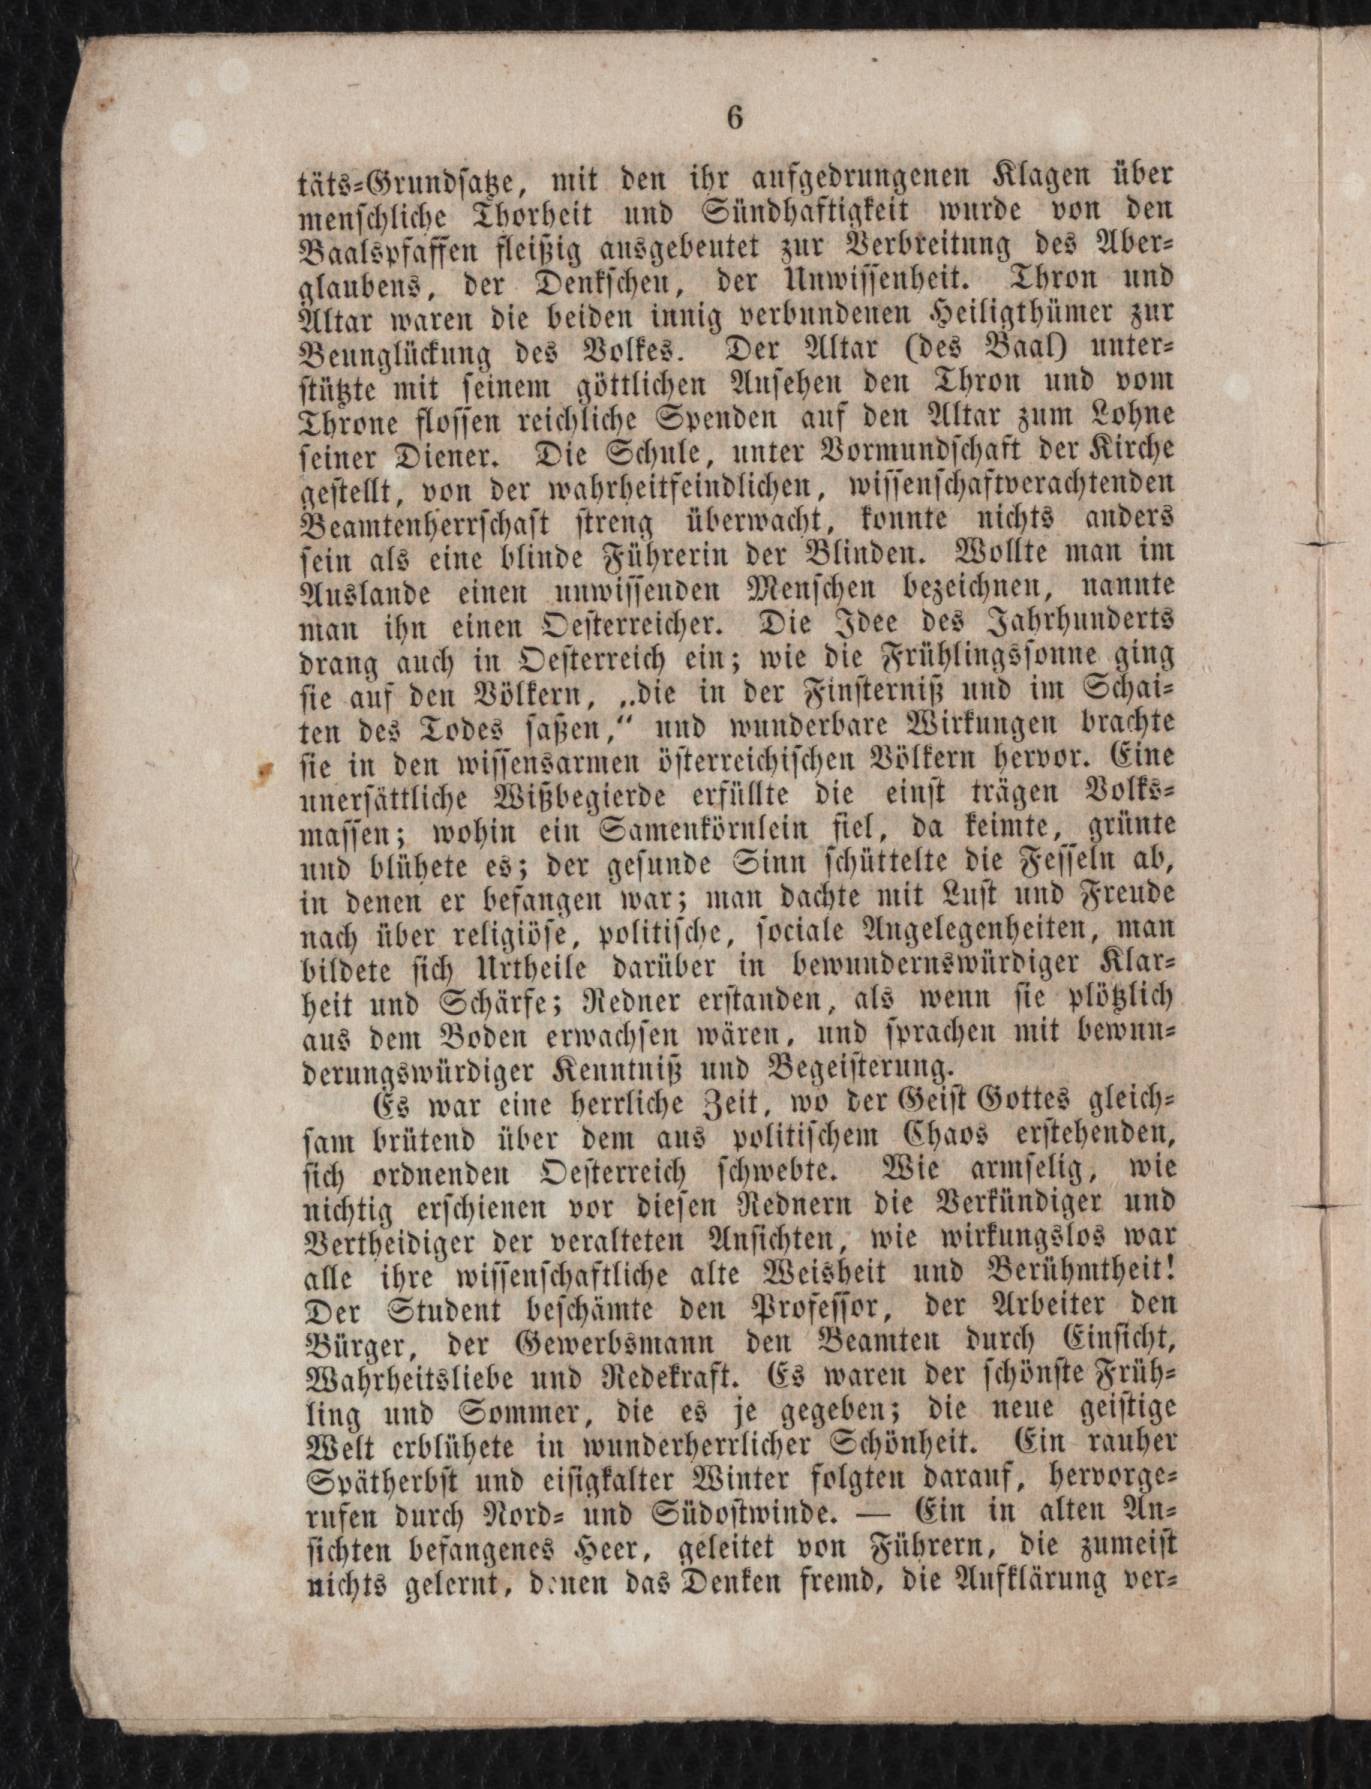 6
täts-Grundsatze, mit den ihr aufgedrungenen Klagen über
menschliche Thorheit und Sündhaftigkeit wurde von den
Baalspfaffen fleißig ausgebeutet zur Verbreitung des Aber-
glaubens, der Denkscheu, der Unwissenheit. Thron und
Altar waren die beiden innig verbundenen Heiligthümer zur
Beunglückung des Volkes. Der Altar (des Baal) unter-
stützte mit seinem göttlichen Ansehen den Thron und vom
Throne flossen reichliche Spenden auf den Altar zum Lohne
seiner Diener. Die Schule, unter Vormundschaft der Kirche
gestellt, von der wahrheitfeindlichen, wissenschaftverachtenden
Beamtenherrschaft streng überwacht, konnte nichts anders
sein als eine blinde Führerin der Blinden. Wollte man im
Auslande einen unwissenden Menschen bezeichnen, nannte
man ihn einen Oesterreicher. Die Idee des Jahrhunderts
drang auch in Oesterreich ein; wie die Frühlingssonne ging
sie auf den Völkern, „die in der Finsterniß und im Schai-
ten des Todes saßen,“ und wunderbare Wirkungen brachte
sie in den wissensarmen österreichischen Völkern hervor. Eine
unersättliche Wißbegierde erfüllte die einst trägen Volks-
massen; wohin ein Samenkörnlein fiel, da keimte, grünte
und blühete es; der gesunde Sinn schüttelte die Fesseln ab,
in denen er befangen war; man dachte mit Lust und Freude
nach über religiöse, politische, sociale Angelegenheiten, man
bildete sich Urtheile darüber in bewundernswürdiger Klar-
heit und Schärfe; Redner erstanden, als wenn sie plötzlich
aus dem Boden erwachsen wären, und sprachen mit bewun-
derungswürdiger Kenntniß und Begeisterung.
Es war eine herrliche Zeit, wo der Geist Gottes gleich-
sam brütend über dem aus politischem Chaos erstehenden,
sich ordnenden Oesterreich schwebte. Wie armselig, wie
nichtig erschienen vor diesen Rednern die Verkündiger und
Vertheidiger der veralteten Ansichten, wie wirkungslos war
alle ihre wissenschaftliche alte Weisheit und Berühmtheit!
Der Student beschämte den Professor, der Arbeiter den
Bürger, der Gewerbsmann den Beamten durch Einsicht,
Wahrheitsliebe und Redekraft. Es waren der schönste Früh-
ling und Sommer, die es je gegeben; die neue geistige
Welt erblühete in wunderherrlicher Schönheit. Ein rauher
Spätherbst und eisigkalter Winter folgten darauf, hervorge-
rufen durch Nord- und Südostwinde. — Ein in alten An-
sichten befangenes Heer, geleitet von Führern, die zumeist
nichts gelernt, denen das Denken fremd, die Aufklärung ver-